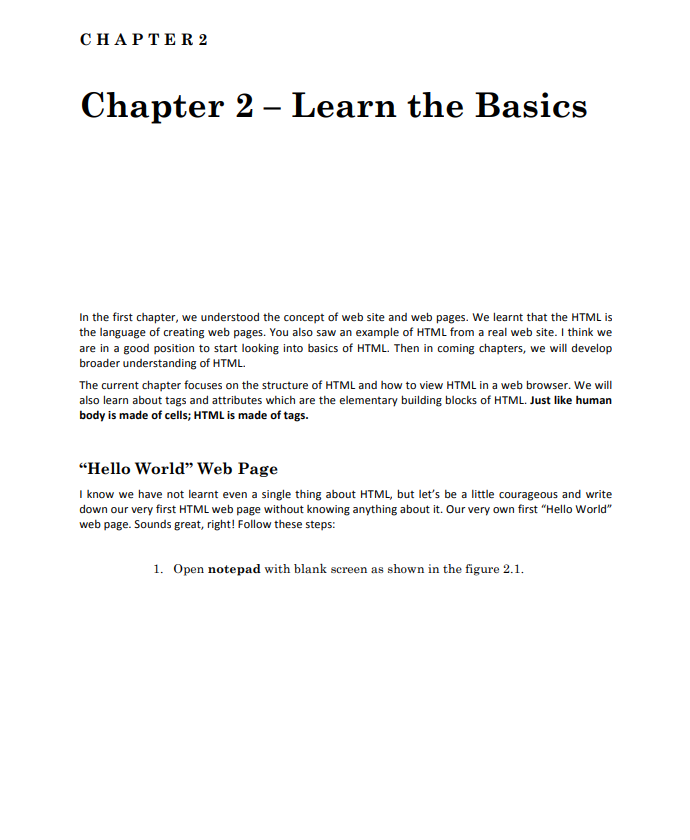 CHAPTER2
Chapter 2 – Learn the Basics
In the first chapter, we understood the concept of web site and web pages. We learnt that the HTML is
the language of creating web pages. You also saw an example of HTML from a real web site. I think we
are in a good position to start looking into basics of HTML. Then in coming chapters, we will develop
broader understanding of HTML.
The current chapter focuses on the structure of HTML and how to view HTML in a web browser. We will
also learn about tags and attributes which are the elementary building blocks of HTML. Just like human
body is made of cells; HTML is made of tags.
“Hello World” Web Page
I know we have not learnt even a single thing about HTML, but let’s be a little courageous and write
down our very first HTML web page without knowing anything about it. Our very own first “Hello World”
web page. Sounds great, right! Follow these steps:
1. Open notepad with blank screen as shown in the figure 2.1.